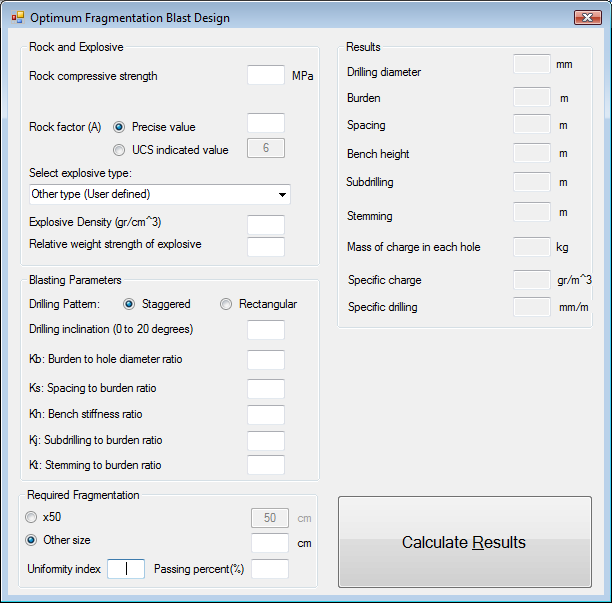 Optimum Fragmentation Blast Design
Rock and Explosive
Rock compressive strength MPa
Rock factor (A) Precise value
UCS indicated value 6
Select explosive type:
Other type (User defined)
Explosive Density (gr/cm^3)
Relative weight strength of explosive
Blasting Parameters
Drilling Pattern: Staggered Rectangular
Drilling inclination (0 to 20 degrees)
Kb: Burden to hole diameter ratio
Ks: Spacing to burden ratio
Kh: Bench stiffness ratio
Kj: Subdrilling to burden ratio
Kt: Stemming to burden ratio
Required Fragmentation
x50 50 cm
Other size cm
Uniformity index Passing percent(%)
Results
Drilling diameter mm
Burden m
Spacing m
Bench height m
Subdrilling m
Stemming m
Mass of charge in each hole kg
Specific charge gr/m^3
Specific drilling mm/m
Calculate Results